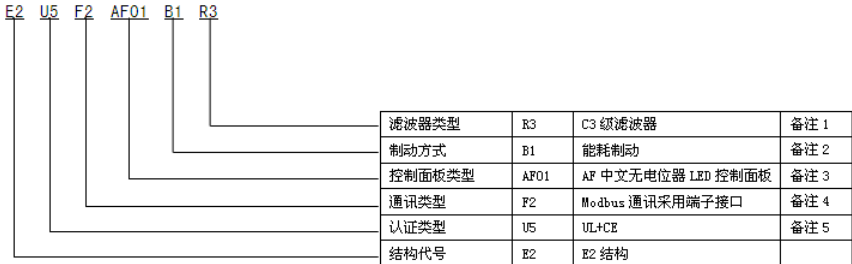 E2 U5 F2 AF01 B1 R3
滤波器类型 R3 C3 级滤波器 备注 1
制动方式 B1 能耗制动 备注 2
控制面板类型 AF01 AF 中文无电位器 LED 控制面板 备注 3
通讯类型 F2 Modbus 通讯采用端子接口 备注 4
认证类型 U5 UL+CE 备注 5
结构代号 E2 E2 结构